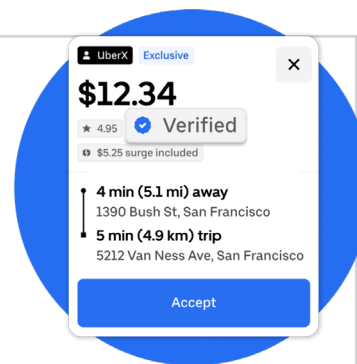 UberX Exclusive
$12.34
4.95 Verified
$5.25 surge included
4 min (5.1 mi) away
1390 Bush St, San Francisco
5 min (4.9 km) trip
5212 Van Ness Ave, San Francisco
Accept